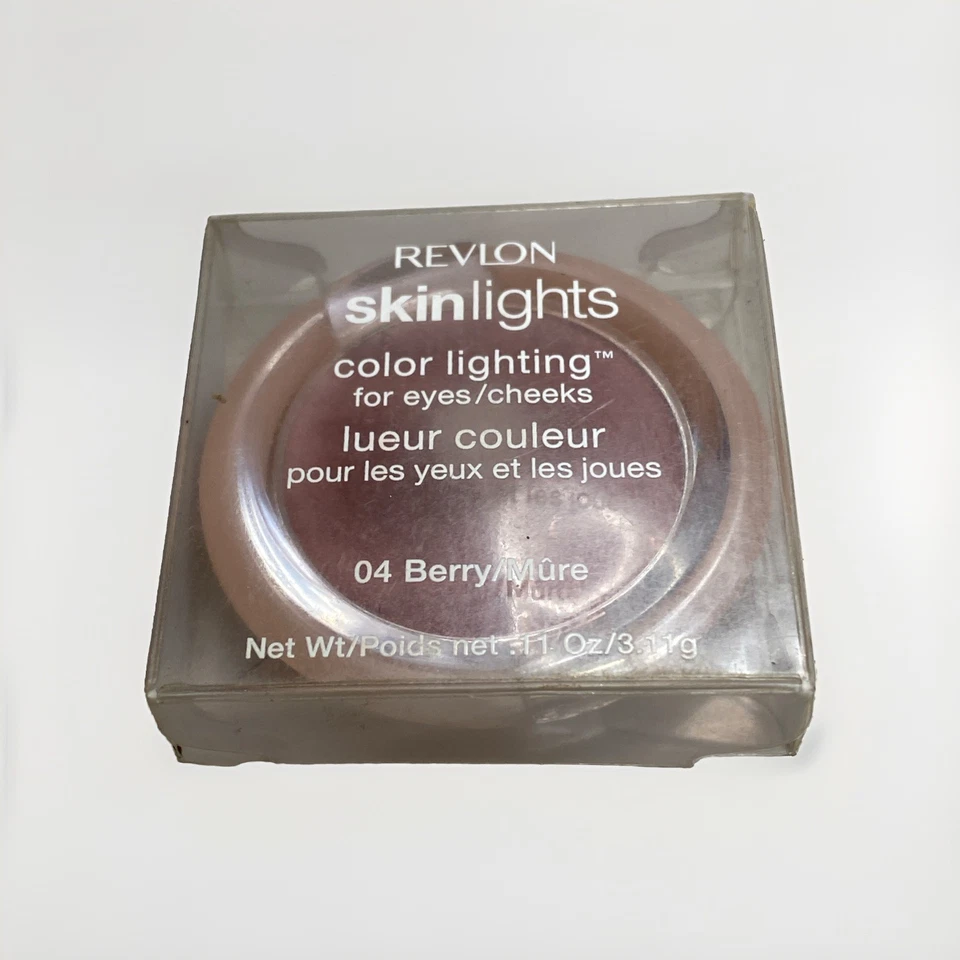 REVLON
skinlights
color lighting™
for eyes/cheeks
lueur couleur
pour les yeux et les joues
04 Berry/Mûre
Net Wt/Poids net .11 Oz/3.11g